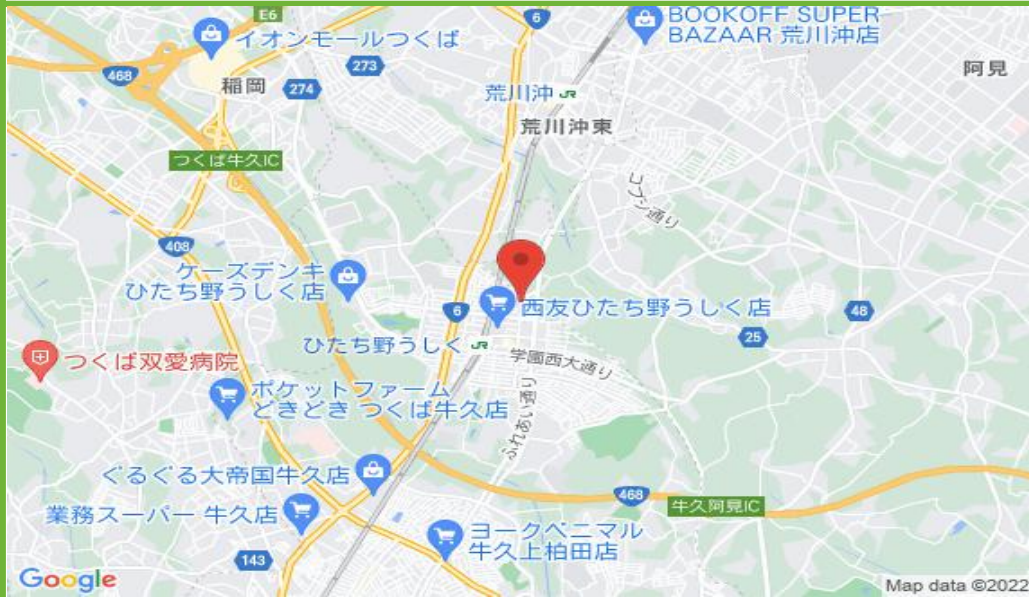 E6
6
BOOKOFF SUPER
BAZAAR 荒川沖店
イオンモールつくば
468
273
稲岡
274
阿見
荒川沖 JR
荒川沖東
つくば牛久IC
コブシ通り
408
ケーズデンキ
ひたち野うしく店
6
西友ひたち野うしく店
48
25
ひたち野うしく JR
学園西大通り
つくば双愛病院
ポケットファーム
どきどき つくば牛久店
ふれあい通り
ぐるぐる大帝国牛久店
468
牛久阿見IC
業務スーパー 牛久店
ヨークベニマル
牛久上柏田店
143
Google
Map data ©2022